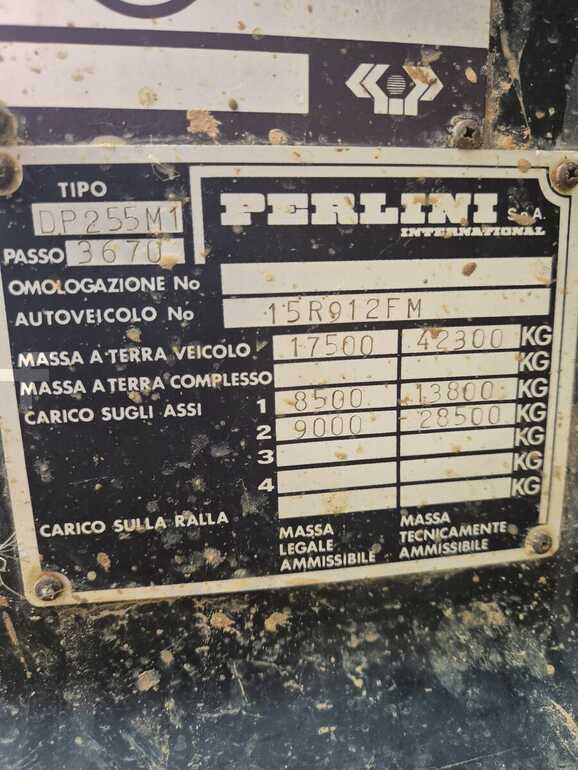 TIPO
DP255M1
PERLINI S.p.A.
INTERNATIONAL
PASSO 3670
OMOLOGAZIONE No
AUTOVEICOLO No 15R912FM
MASSA A TERRA VEICOLO 17500 42300 KG
MASSA A TERRA COMPLESSO KG
CARICO SUGLI ASSI 1 8500 13800 KG
2 9000 28500 KG
3 KG
4 KG
CARICO SULLA RALLA
MASSA LEGALE AMMISSIBILE
MASSA TECNICAMENTE AMMISSIBILE